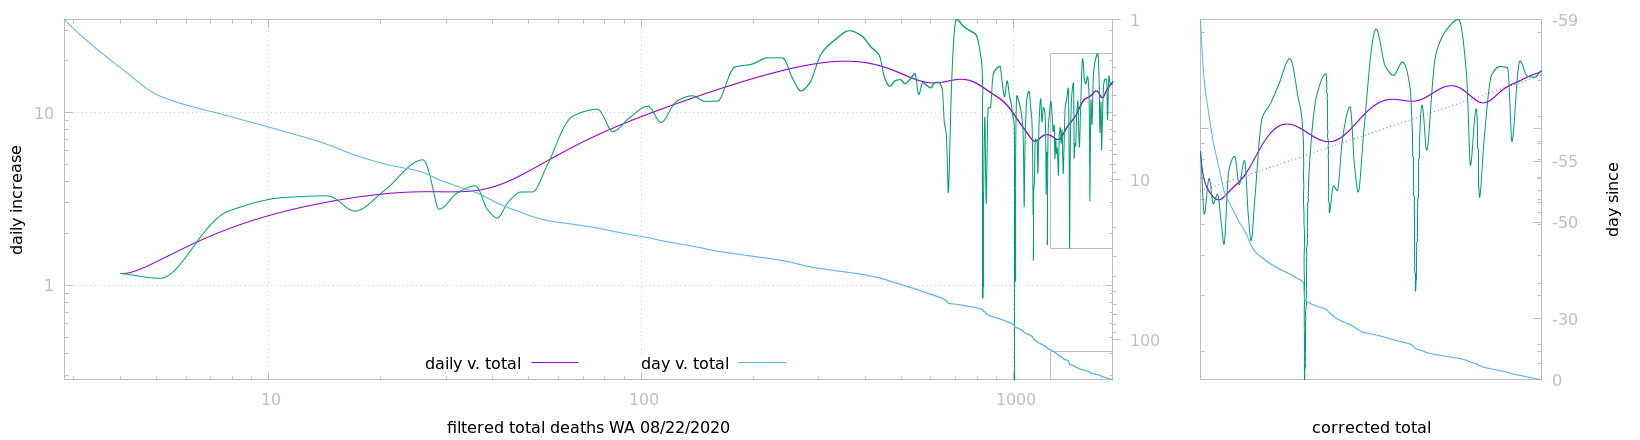 daily increase
10
1
daily v. total
day v. total
10
100
1000
filtered total deaths WA 08/22/2020
1
10
100
-59
-55
-50
-30
0
day since
corrected total